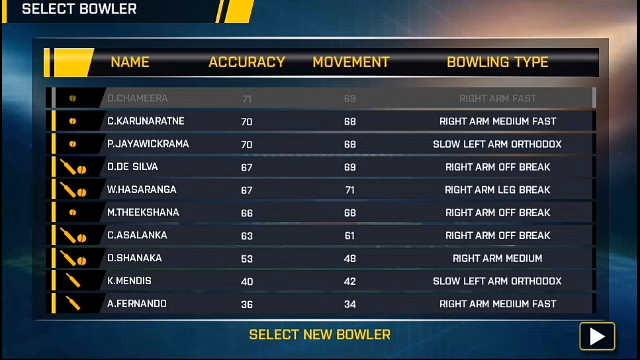 SELECT BOWLER
NAME ACCURACY MOVEMENT BOWLING TYPE
D.CHAMEERA 71 69 RIGHT ARM FAST
C.KARUNARATNE 70 68 RIGHT ARM MEDIUM FAST
P.JAYAWICKRAMA 70 68 SLOW LEFT ARM ORTHODOX
D.DE SILVA 67 69 RIGHT ARM OFF BREAK
W.HASARANGA 67 71 RIGHT ARM LEG BREAK
M.THEEKSHANA 66 68 RIGHT ARM OFF BREAK
C.ASALANKA 63 61 RIGHT ARM OFF BREAK
D.SHANAKA 53 48 RIGHT ARM MEDIUM
K.MENDIS 40 42 SLOW LEFT ARM ORTHODOX
A.FERNANDO 36 34 RIGHT ARM MEDIUM FAST
SELECT NEW BOWLER